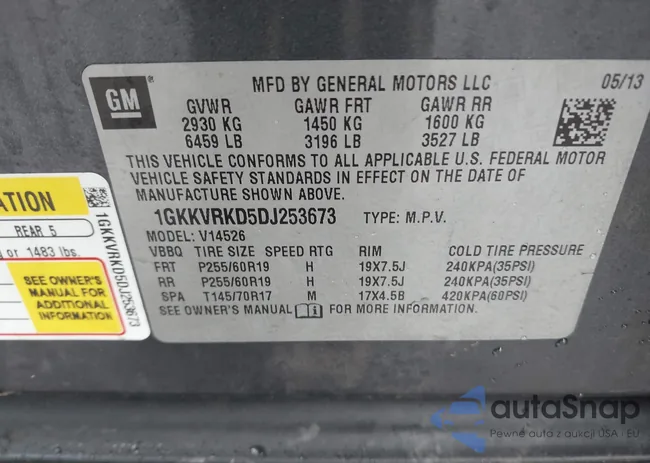 GM
MFD BY GENERAL MOTORS LLC 05/13
GVWR GAWR FRT GAWR RR
2930 KG 1450 KG 1600 KG
6459 LB 3196 LB 3527 LB
THIS VEHICLE CONFORMS TO ALL APPLICABLE U.S. FEDERAL MOTOR
VEHICLE SAFETY STANDARDS IN EFFECT ON THE DATE OF
MANUFACTURE SHOWN ABOVE.
1GKKVRKD5DJ253673 TYPE: M.P.V.
MODEL: V14526
VBBQ TIRE SIZE SPEED RTG RIM COLD TIRE PRESSURE
FRT P255/60R19 H 19X7.5J 240KPA(35PSI)
RR P255/60R19 H 19X7.5J 240KPA(35PSI)
SPA T145/70R17 M 17X4.5B 420KPA(60PSI)
SEE OWNER'S MANUAL FOR MORE INFORMATION.
ATION
REAR 5
or 1483 lbs.
SEE OWNER'S
MANUAL FOR
ADDITIONAL
INFORMATION
1GKKVRKD5DJ253673
autoSnap
Pewne auta z aukcji USA i EU